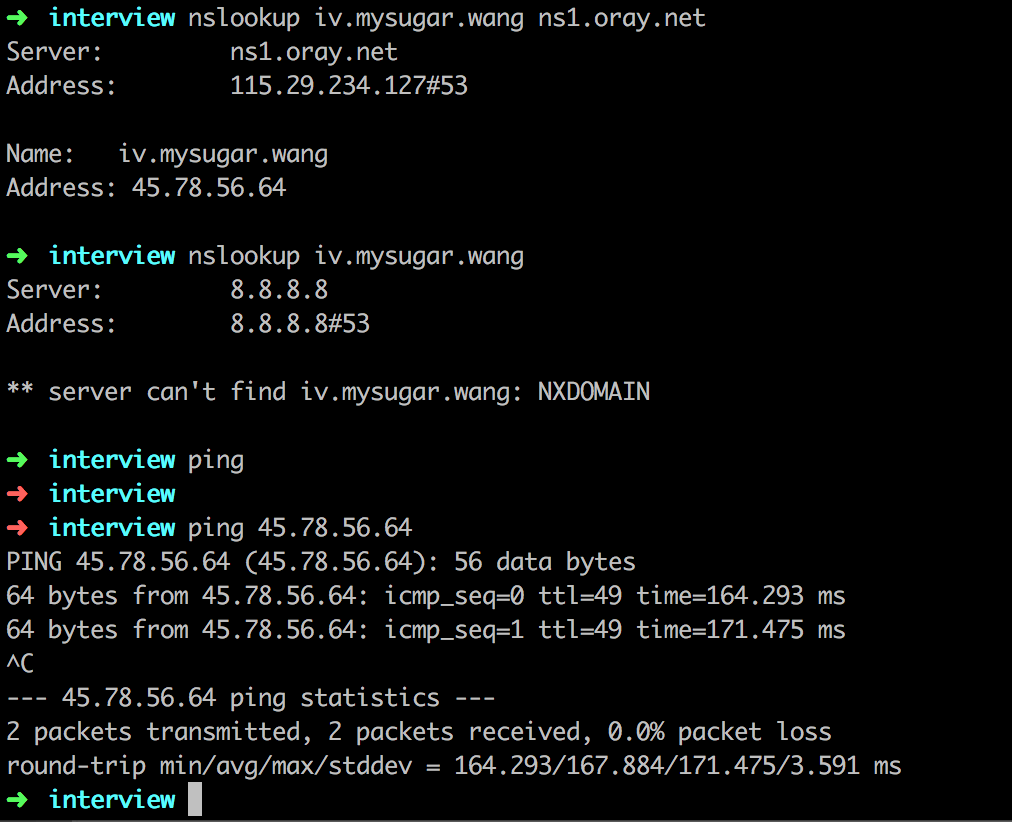 ➜ interview nslookup iv.mysugar.wang ns1.oray.net
Server: ns1.oray.net
Address: 115.29.234.127#53
Name: iv.mysugar.wang
Address: 45.78.56.64
➜ interview nslookup iv.mysugar.wang
Server: 8.8.8.8
Address: 8.8.8.8#53
** server can't find iv.mysugar.wang: NXDOMAIN
➜ interview ping
➜ interview
➜ interview ping 45.78.56.64
PING 45.78.56.64 (45.78.56.64): 56 data bytes
64 bytes from 45.78.56.64: icmp_seq=0 ttl=49 time=164.293 ms
64 bytes from 45.78.56.64: icmp_seq=1 ttl=49 time=171.475 ms
^C
--- 45.78.56.64 ping statistics ---
2 packets transmitted, 2 packets received, 0.0% packet loss
round-trip min/avg/max/stddev = 164.293/167.884/171.475/3.591 ms
➜ interview